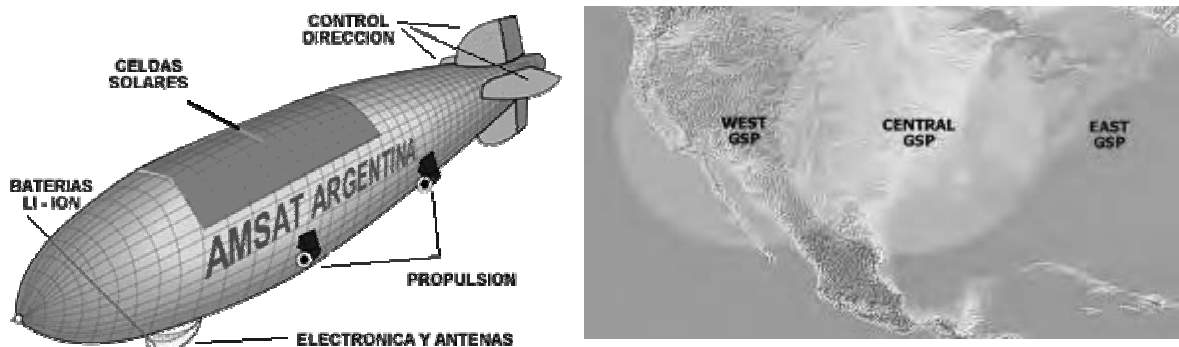 CONTROL
DIRECCION
CELDAS
SOLARES
BATERIAS
LI - ION
AMSAT ARGENTINA
PROPULSION
ELECTRONICA Y ANTENAS
WEST
GSP
CENTRAL
GSP
EAST
GSP